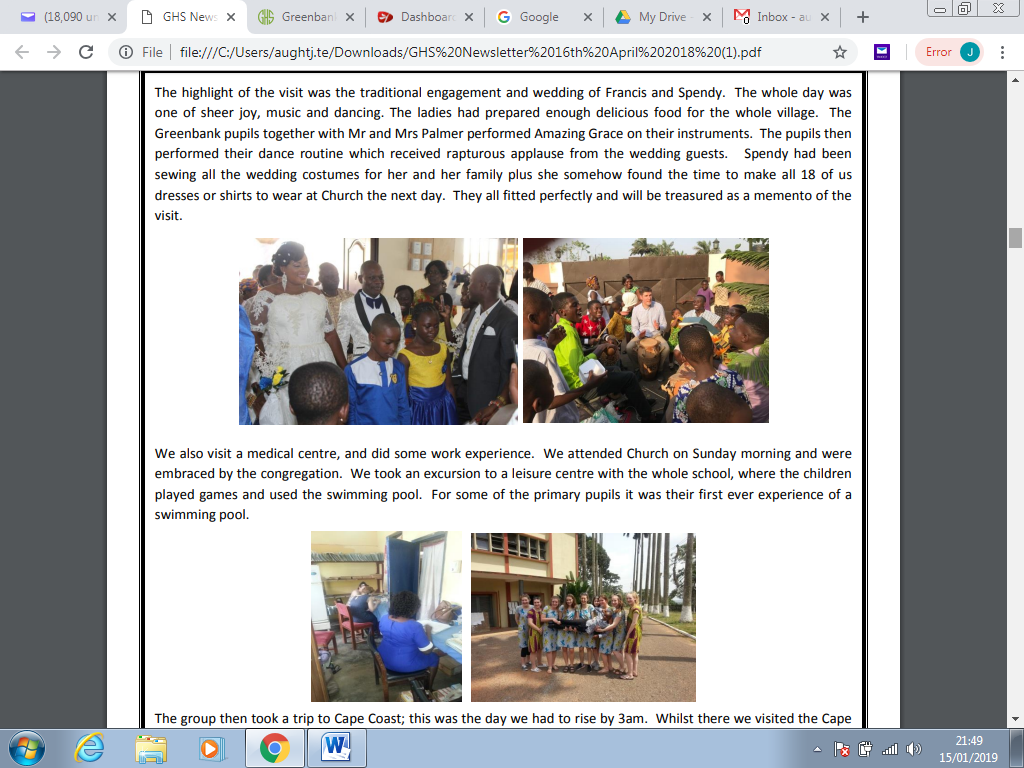 (18,090 un
GHS News
Greenbank
Dashboard
Google
My Drive -
Inbox - au
File
file:///C:/Users/aughtj.te/Downloads/GHS%20Newsletter%2016th%20April%202018%20(1).pdf
Error
J
The highlight of the visit was the traditional engagement and wedding of Francis and Spendy. The whole day was
one of sheer joy, music and dancing. The ladies had prepared enough delicious food for the whole village. The
Greenbank pupils together with Mr and Mrs Palmer performed Amazing Grace on their instruments. The pupils then
performed their dance routine which received rapturous applause from the wedding guests. Spendy had been
sewing all the wedding costumes for her and her family plus she somehow found the time to make all 18 of us
dresses or shirts to wear at Church the next day. They all fitted perfectly and will be treasured as a memento of the
visit.
We also visit a medical centre, and did some work experience. We attended Church on Sunday morning and were
embraced by the congregation. We took an excursion to a leisure centre with the whole school, where the children
played games and used the swimming pool. For some of the primary pupils it was their first ever experience of a
swimming pool.
The group then took a trip to Cape Coast; this was the day we had to rise by 3am. Whilst there we visited the Cape
21:49
15/01/2019